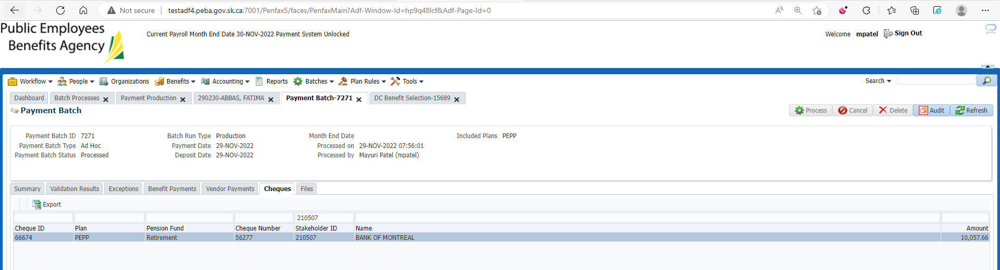 Not secure | testadf4.peba.gov.sk.ca:7001/Penfax5/faces/PenfaxMain?Adf-Window-Id=hp9q48lcf&Adf-Page-Id=0
Public Employees
Benefits Agency
Current Payroll Month End Date 30-NOV-2022 Payment System Unlocked
Welcome mpatel Sign Out
Workflow People Organizations Benefits Accounting Reports Batches Plan Rules Tools Search
Dashboard Batch Processes Payment Production 290230-ABBAS, FATIMA Payment Batch-7271 DC Benefit Selection-15689
Payment Batch Process Cancel Delete Audit Refresh
Payment Batch ID 7271 Batch Run Type Production Month End Date Included Plans PEPP
Payment Batch Type Ad Hoc Payment Date 29-NOV-2022 Processed on 29-NOV-2022 07:56:01
Payment Batch Status Processed Deposit Date 29-NOV-2022 Processed by Mayuri Patel (mpatel)
Summary Validation Results Exceptions Benefit Payments Vendor Payments Cheques Files
Export
210507
Cheque ID Plan Pension Fund Cheque Number Stakeholder ID Name Amount
66674 PEPP Retirement 56277 210507 BANK OF MONTREAL 10,057.66